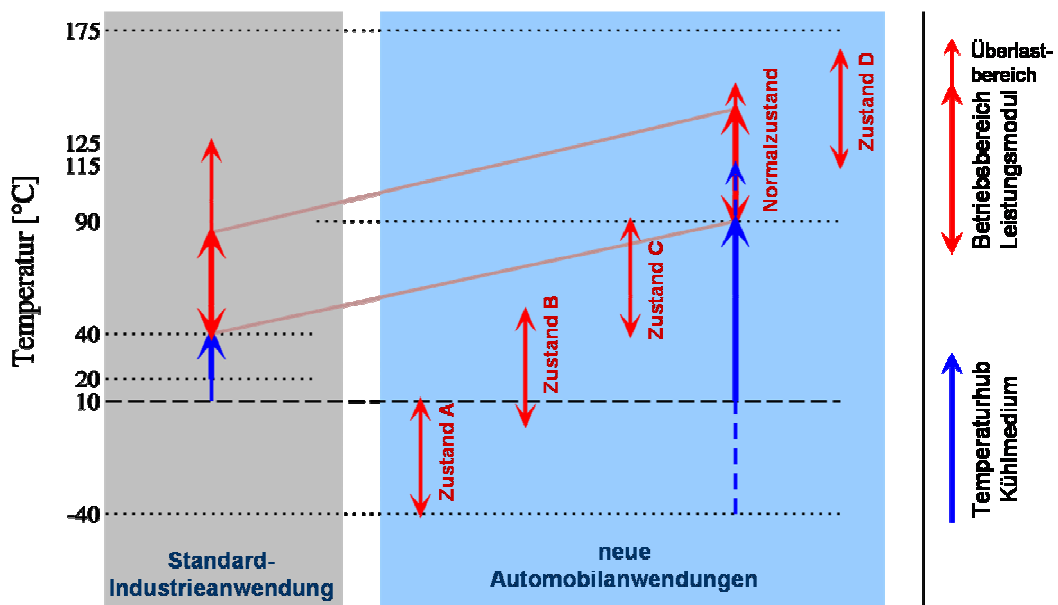 Temperatur [°C]
175
125
115
90
40
20
10
-40
Zustand A
Zustand B
Zustand C
Normalzustand
Zustand D
Standard-
Industrieanwendung
neue
Automobilanwendungen
Überlast-
bereich
Betriebsbereich
Leistungsmodul
Temperaturhub
Kühlmedium